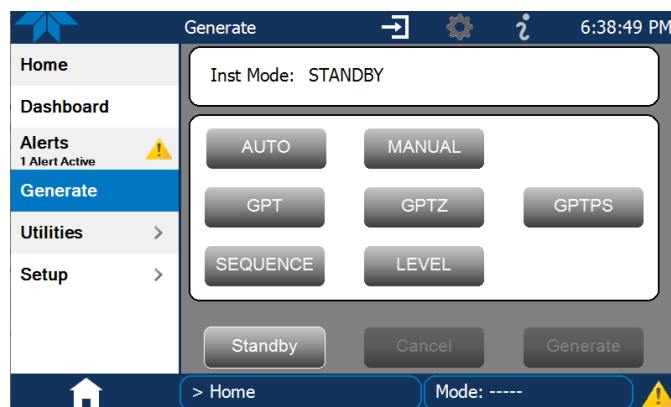 Generate 6:38:49 PM
Home
Inst Mode: STANDBY
Dashboard
Alerts
1 Alert Active
Generate
Utilities >
Setup >
AUTO MANUAL
GPT GPTZ GPTPS
SEQUENCE LEVEL
Standby Cancel Generate
> Home Mode: -----